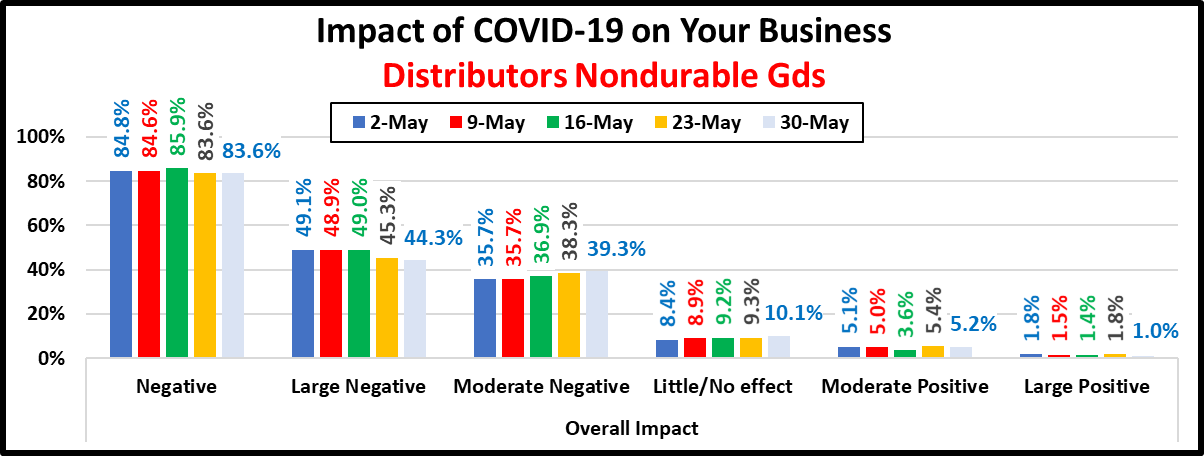 Impact of COVID-19 on Your Business
Distributors Nondurable Gds
2-May 9-May 16-May 23-May 30-May
100%
80%
60%
40%
20%
0%
84.8% 84.6% 85.9% 83.6% 83.6%
49.1% 48.9% 49.0% 45.3% 44.3%
35.7% 35.7% 36.9% 38.3% 39.3%
8.4% 8.9% 9.2% 9.3% 10.1%
5.1% 5.0% 3.6% 5.4% 5.2%
1.8% 1.5% 1.4% 1.8% 1.0%
Negative Large Negative Moderate Negative Little/No effect Moderate Positive Large Positive
Overall Impact